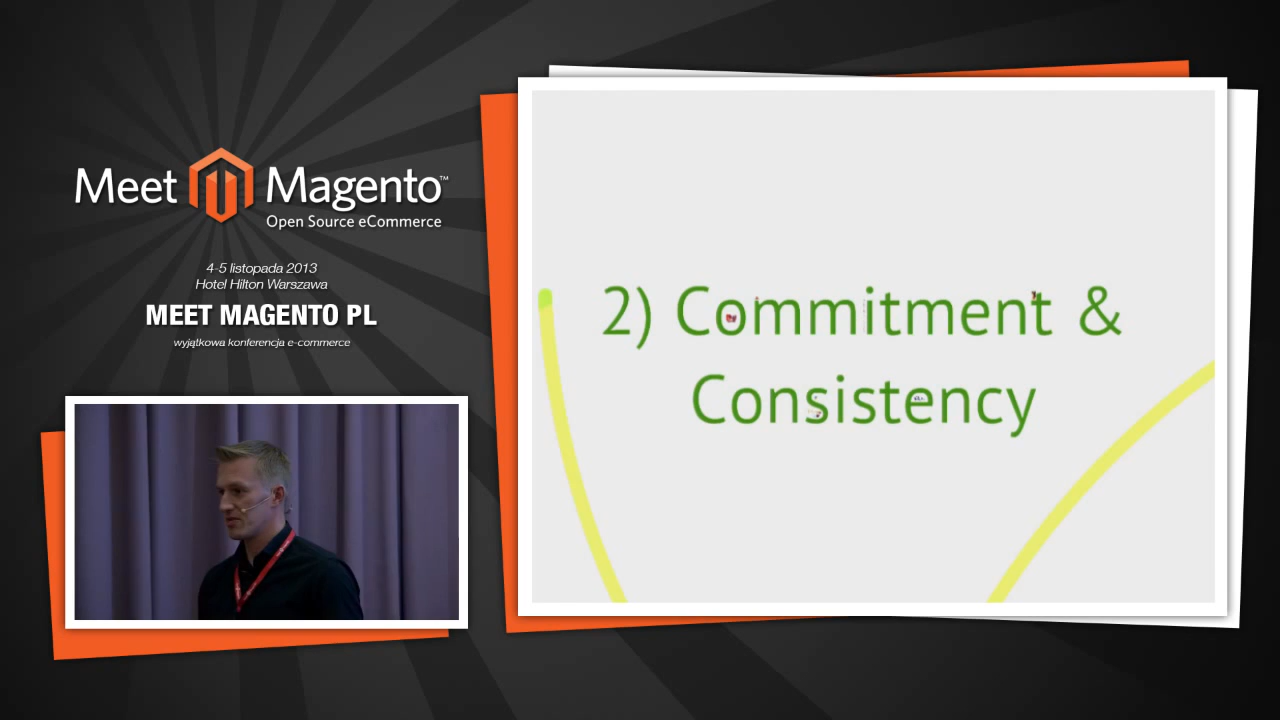 Meet Magento™
Open Source eCommerce
4-5 listopada 2013
Hotel Hilton Warszawa
MEET MAGENTO PL
wyjątkowa konferencja e-commerce
2) Commitment &
Consistency